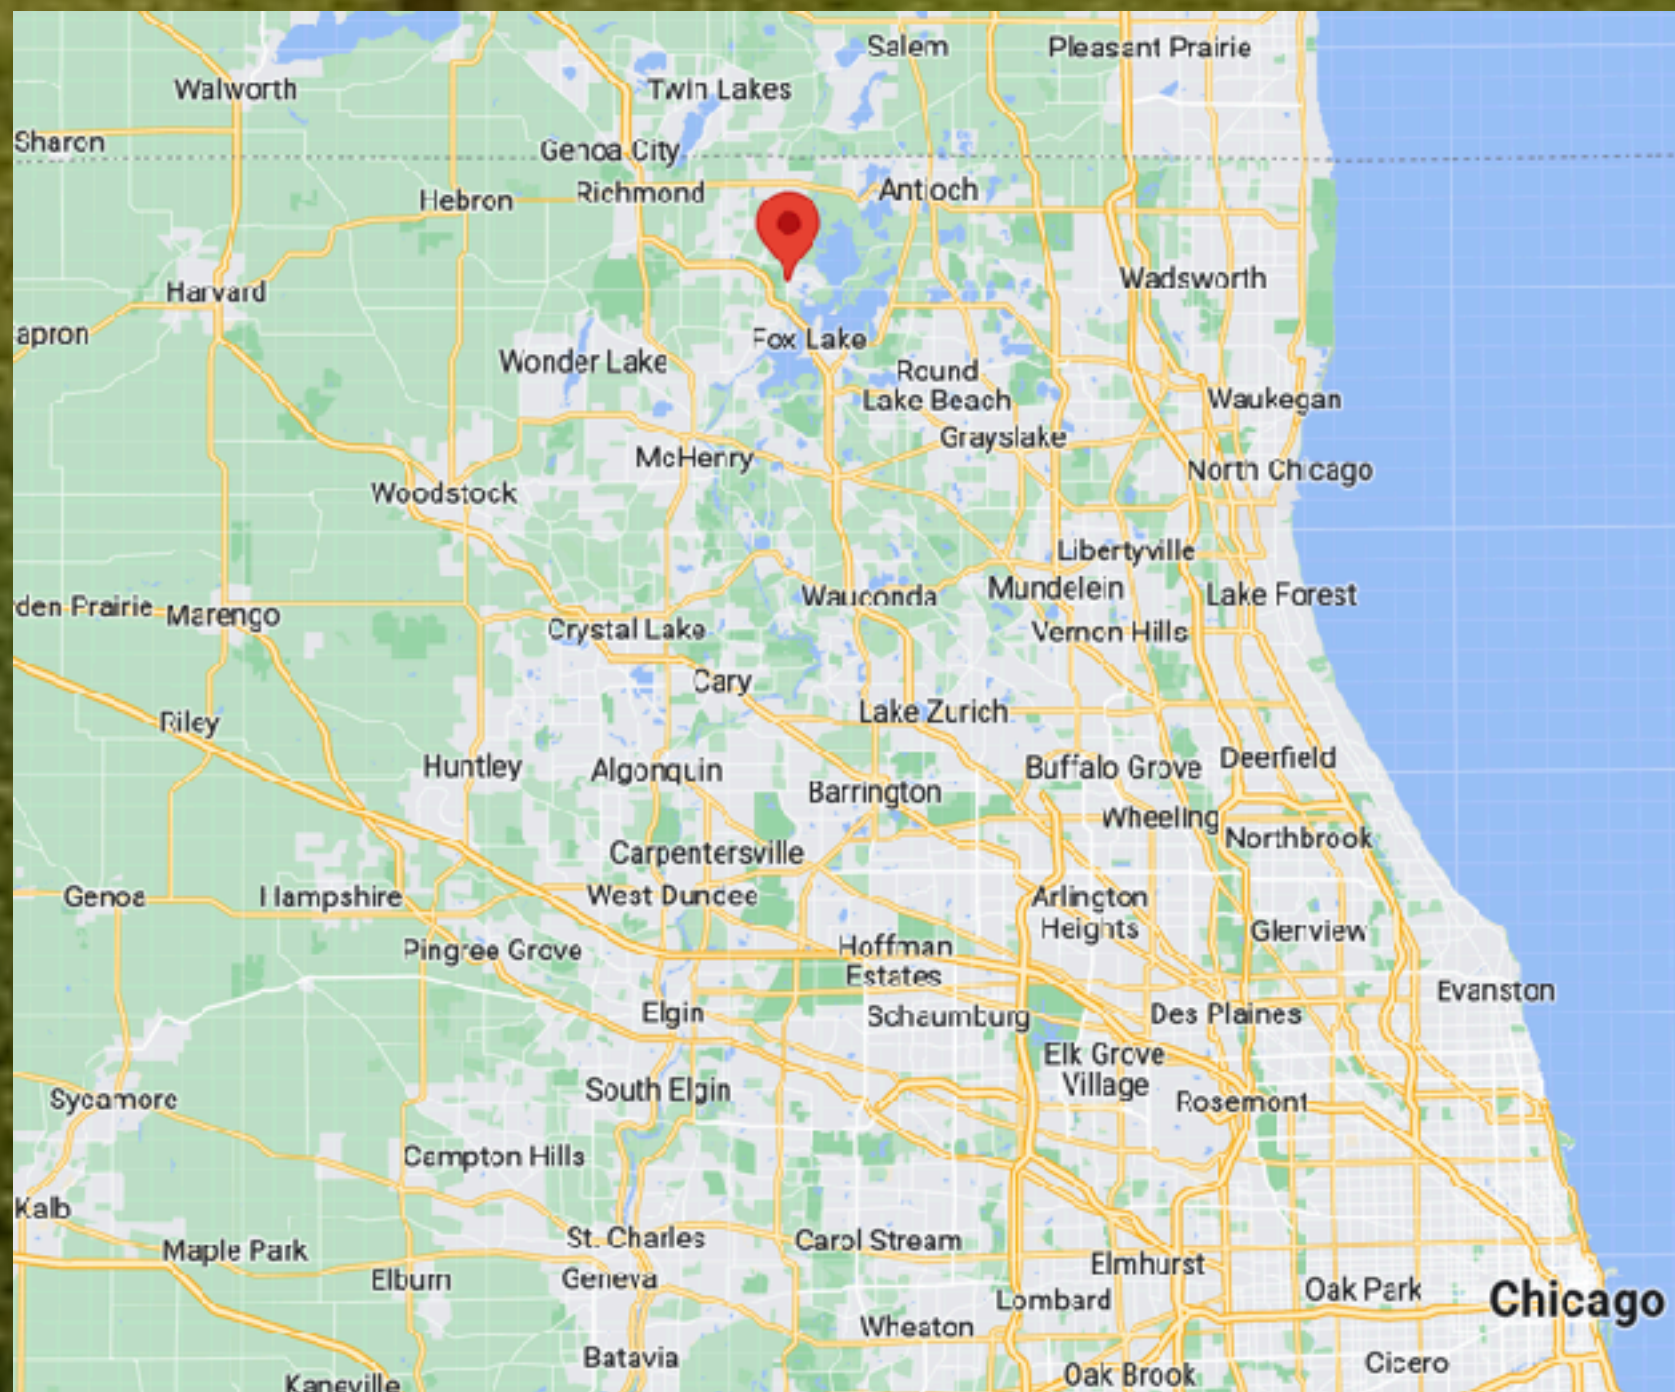 Salem
Pleasant Prairie
Walworth
Twin Lakes
Sharon
Genoa City
Richmond
Antioch
Hebron
Wadsworth
Harvard
apron
Fox Lake
Wonder Lake
Round
Lake Beach
Waukegan
Grayslake
McHenry
North Chicago
Woodstock
Libertyville
Mundelein
Lake Forest
Wauconda
rden Prairie
Marengo
Crystal Lake
Vernon Hills
Cary
Lake Zurich
Riley
Huntley
Algonquin
Buffalo Grove
Deerfield
Barrington
Wheeling
Northbrook
Carpentersville
Genoa
Hampshire
West Dundee
Arlington
Heights
Glenview
Pingree Grove
Hoffman
Estates
Evanston
Elgin
Schaumburg
Des Plaines
Elk Grove
Village
South Elgin
Sycamore
Rosemont
Campton Hills
Kalb
St. Charles
Carol Stream
Maple Park
Elburn
Geneva
Elmhurst
Oak Park
Chicago
Lombard
Wheaton
Batavia
Cicero
Oak Brook
Kaneville